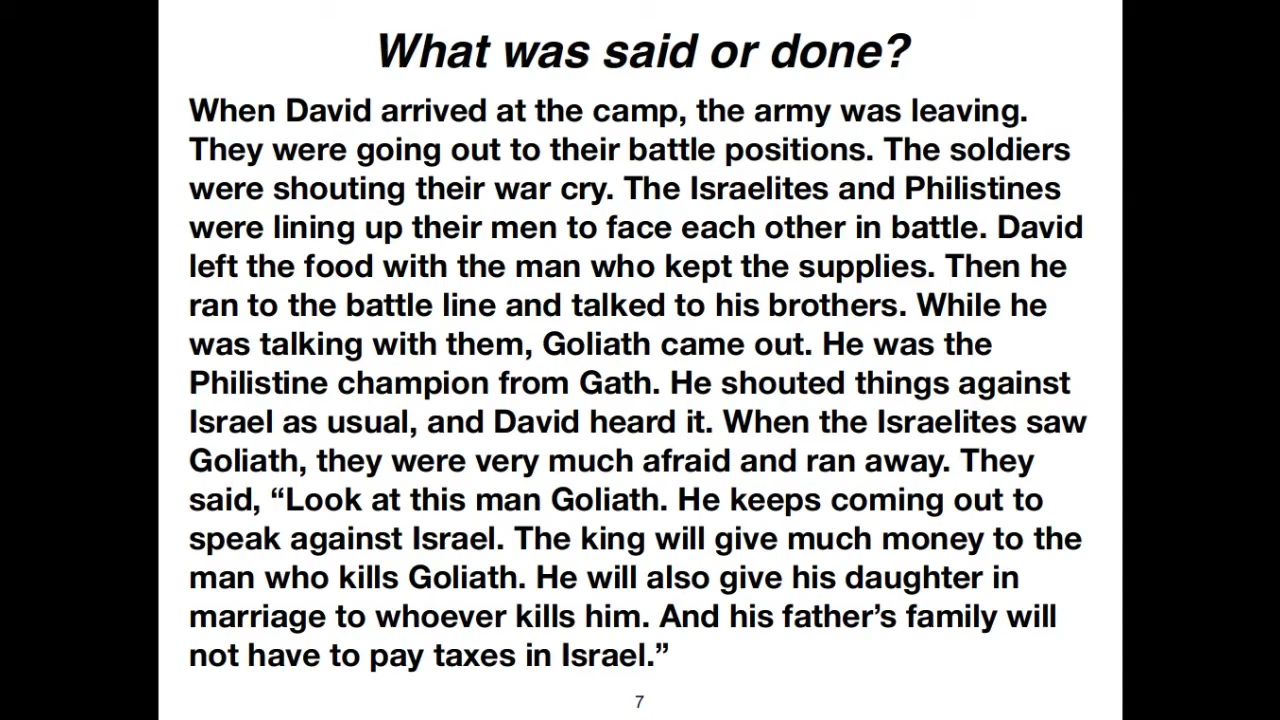 What was said or done?
When David arrived at the camp, the army was leaving.
They were going out to their battle positions. The soldiers
were shouting their war cry. The Israelites and Philistines
were lining up their men to face each other in battle. David
left the food with the man who kept the supplies. Then he
ran to the battle line and talked to his brothers. While he
was talking with them, Goliath came out. He was the
Philistine champion from Gath. He shouted things against
Israel as usual, and David heard it. When the Israelites saw
Goliath, they were very much afraid and ran away. They
said, “Look at this man Goliath. He keeps coming out to
speak against Israel. The king will give much money to the
man who kills Goliath. He will also give his daughter in
marriage to whoever kills him. And his father’s family will
not have to pay taxes in Israel.”
7